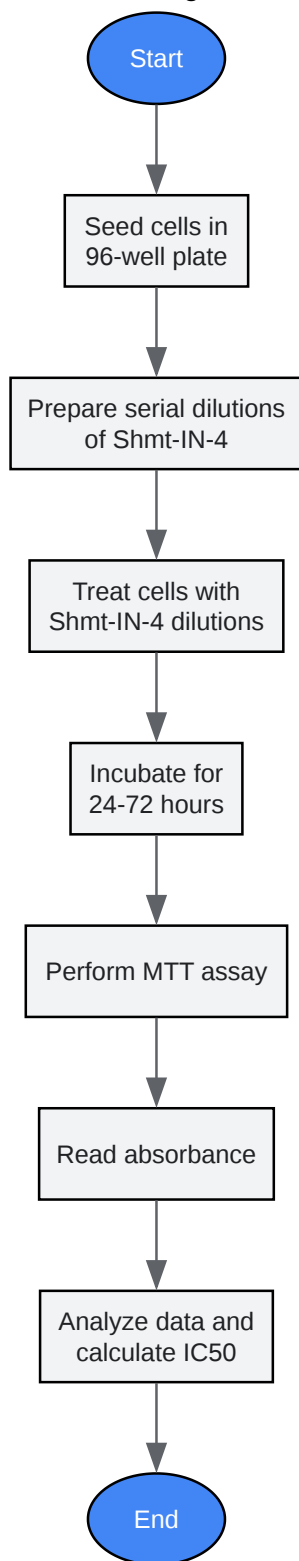 Start
Seed cells in
96-well plate
Prepare serial dilutions
of Shmt-IN-4
Treat cells with
Shmt-IN-4 dilutions
Incubate for
24-72 hours
Perform MTT assay
Read absorbance
Analyze data and
calculate IC50
End